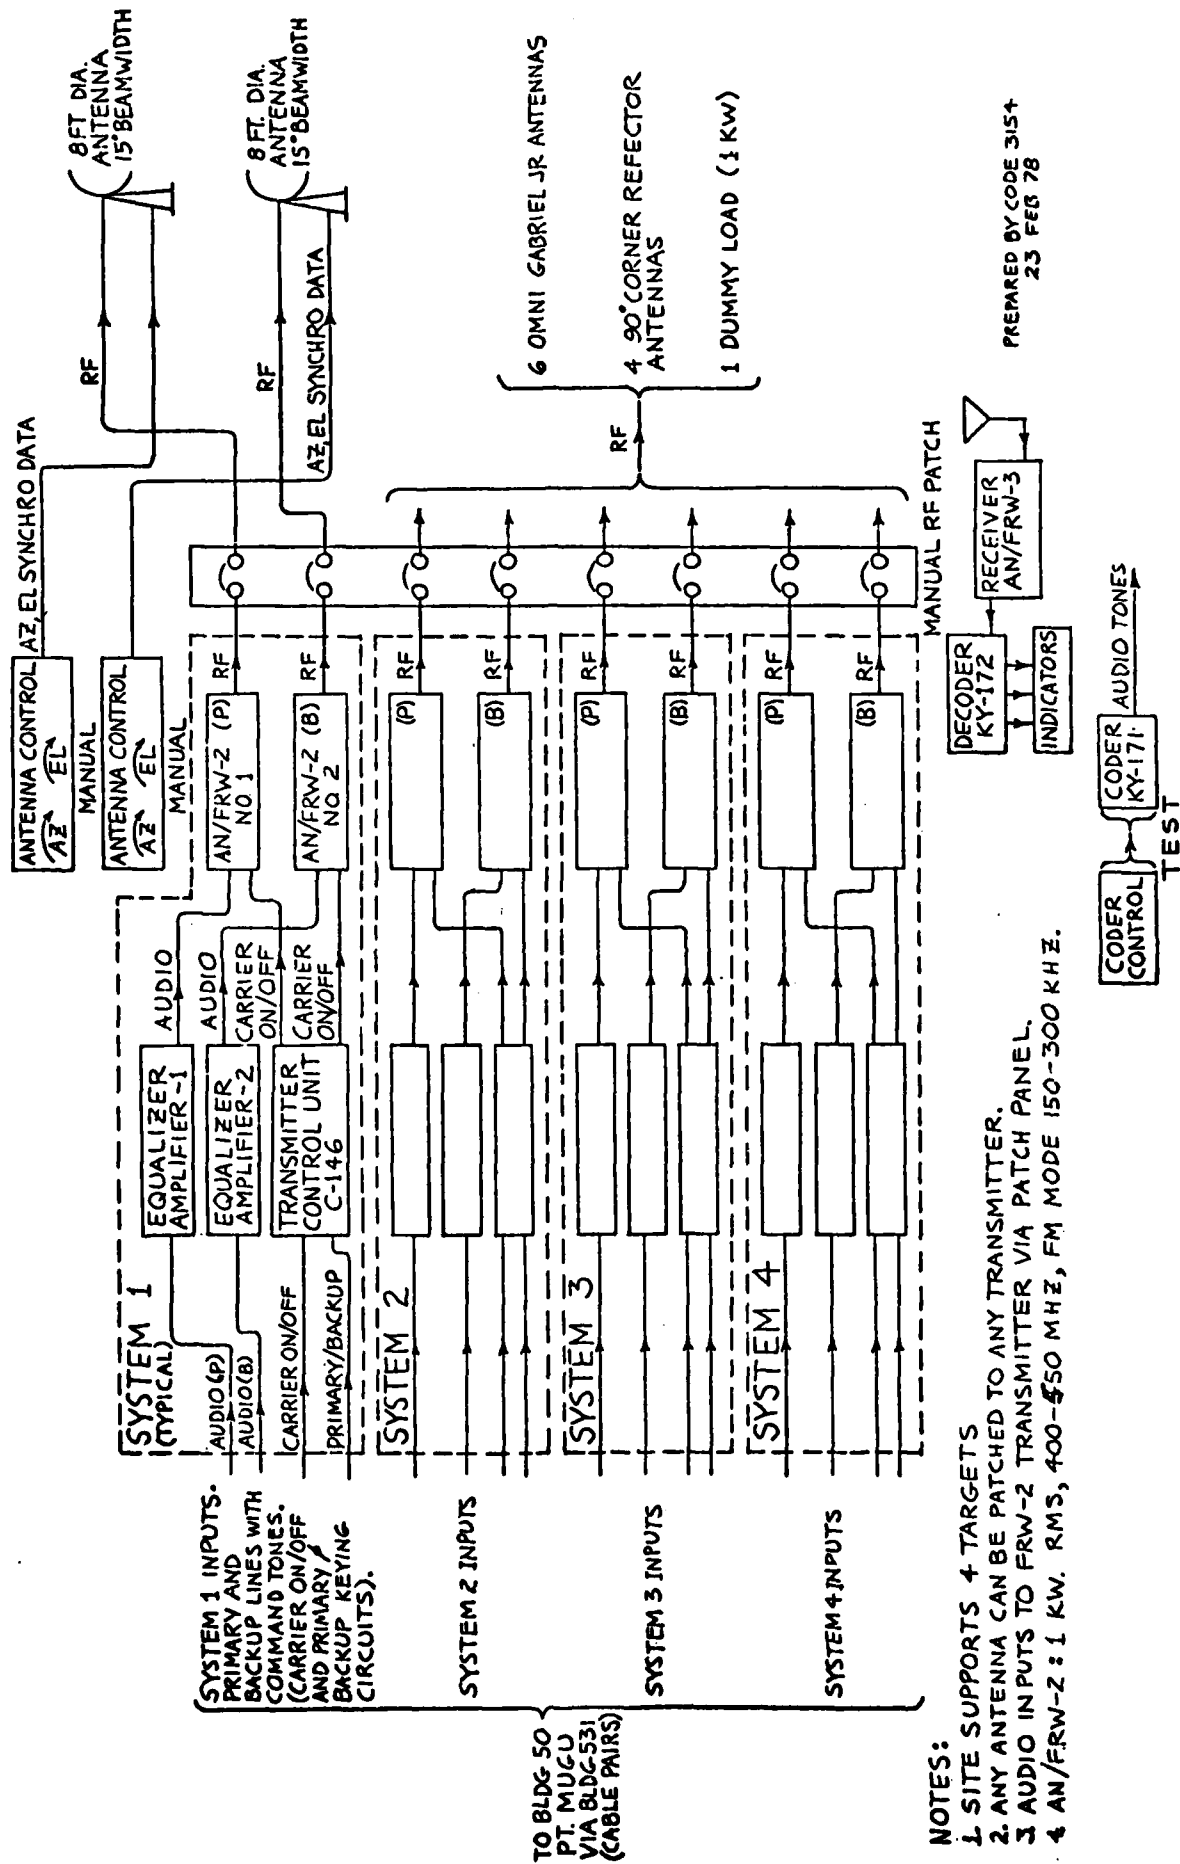 8 FT DIA.
ANTENNA
15° BEAMWIDTH
8 FT. DIA.
ANTENNA
15° BEAMWIDTH
RF
RF
AZ, EL SYNCHRO DATA
AZ, EL SYNCHRO DATA
ANTENNA CONTROL
AZ EL
MANUAL
ANTENNA CONTROL
AZ EL
MANUAL
6 OMNI GABRIEL JR ANTENNAS
4 90° CORNER REFECTOR
ANTENNAS
1 DUMMY LOAD (1 KW)
RF
MANUAL RF PATCH
SYSTEM 1
(TYPICAL)
AUDIO (P)
AUDIO (B)
CARRIER ON/OFF
PRIMARY/BACKUP
EQUALIZER
AMPLIFIER-1
EQUALIZER
AMPLIFIER-2
TRANSMITTER
CONTROL UNIT
C-146
AUDIO
AUDIO
CARRIER
ON/OFF
CARRIER
ON/OFF
AN/FRW-2 (P)
NO. 1
AN/FRW-2 (B)
NO. 2
RF
RF
SYSTEM 2
(P)
(B)
RF
RF
SYSTEM 3
(P)
(B)
RF
RF
SYSTEM 4
(P)
(B)
RF
RF
SYSTEM 1 INPUTS-
PRIMARY AND
BACKUP LINES WITH
COMMAND TONES.
(CARRIER ON/OFF
AND PRIMARY/
BACKUP KEYING
CIRCUITS).
SYSTEM 2 INPUTS
SYSTEM 3 INPUTS
SYSTEM 4 INPUTS
TO BLDG 50
PT. MUGU
VIA BLDG-531
(CABLE PAIRS)
RECEIVER
AN/FRW-3
DECODER
KY-172
INDICATORS
CODER
CONTROL
CODER
KY-171
AUDIO TONES
TEST
PREPARED BY CODE 3154
23 FEB 78
NOTES:
1. SITE SUPPORTS 4 TARGETS
2. ANY ANTENNA CAN BE PATCHED TO ANY TRANSMITTER.
3. AUDIO INPUTS TO FRW-2 TRANSMITTER VIA PATCH PANEL.
4. AN/FRW-2 : 1 KW. RMS, 400-550 MHZ, FM MODE 150-300 KHZ.